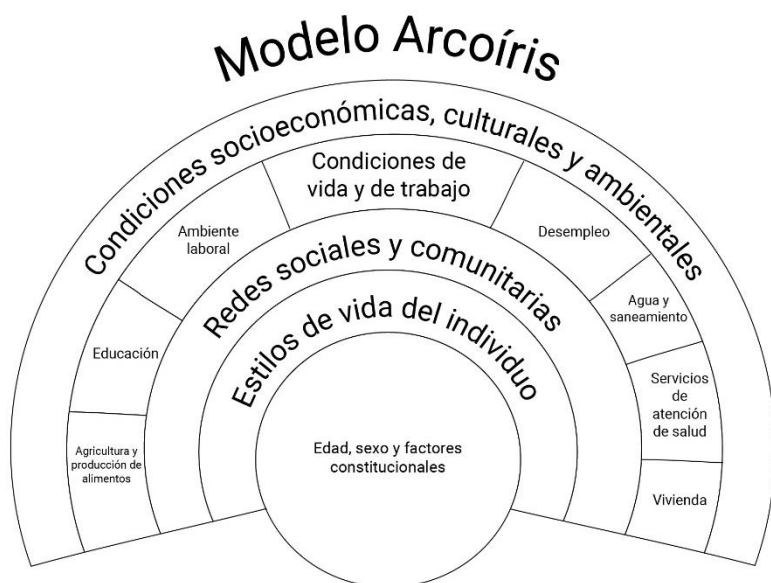 Modelo Arcoíris
Condiciones socioeconómicas, culturales y ambientales
Condiciones de
vida y de trabajo
Ambiente
laboral
Desempleo
Educación
Agua y
saneamiento
Agricultura y
producción de
alimentos
Servicios
de
atención
de salud
Vivienda
Redes sociales y comunitarias
Estilos de vida del individuo
Edad, sexo y factores
constitucionales